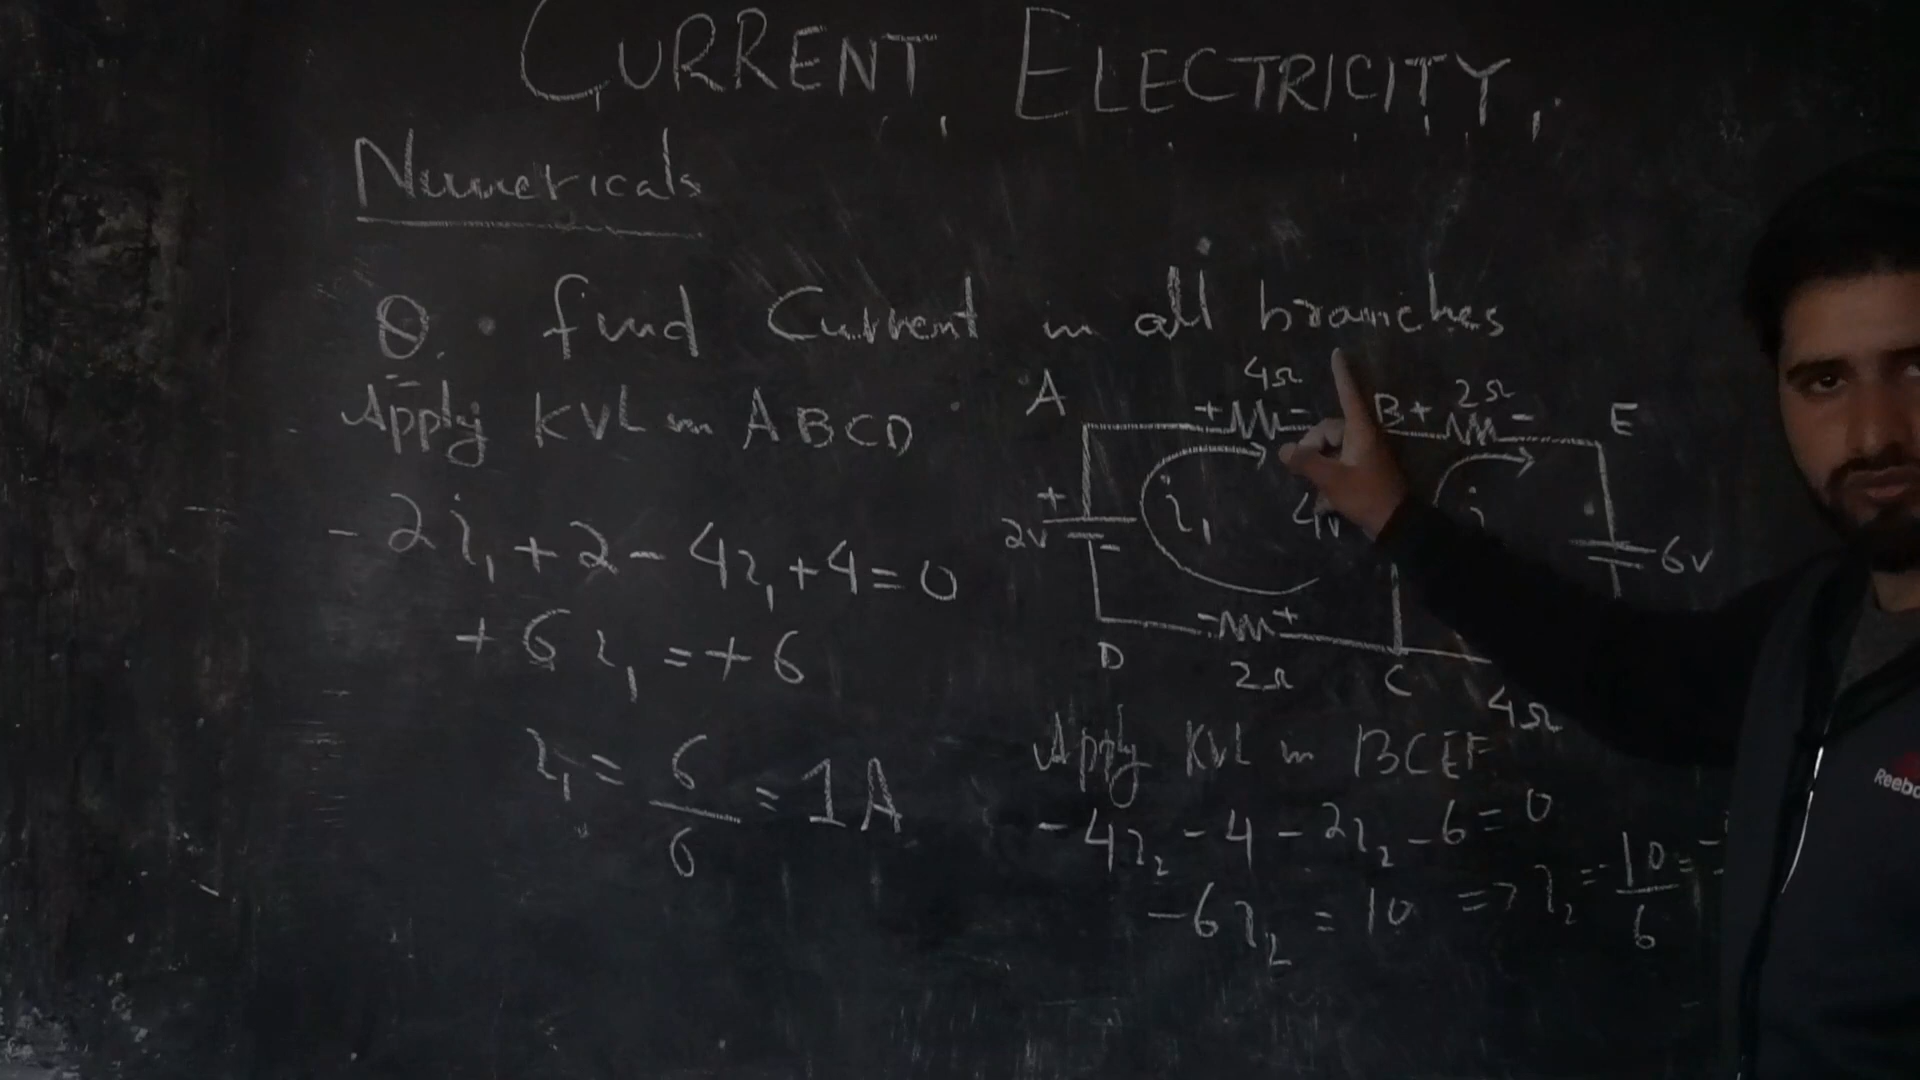 CURRENT ELECTRICITY
Numericals
Q. find Current in all branches
Apply KVL in ABCD
-2i₁+2-4i₁+4=0
+6i₁=+6
i₁=6/6=1A
A
4Ω
+ -
B+
2Ω
-
E
+
2v
-
i₁
4v
i
6v
- +
D
2Ω
C
4Ω
Apply KVL in BCEF
-4i₂-4-2i₂-6=0
-6i₂=10 => i₂=-10/6=-
Reebo